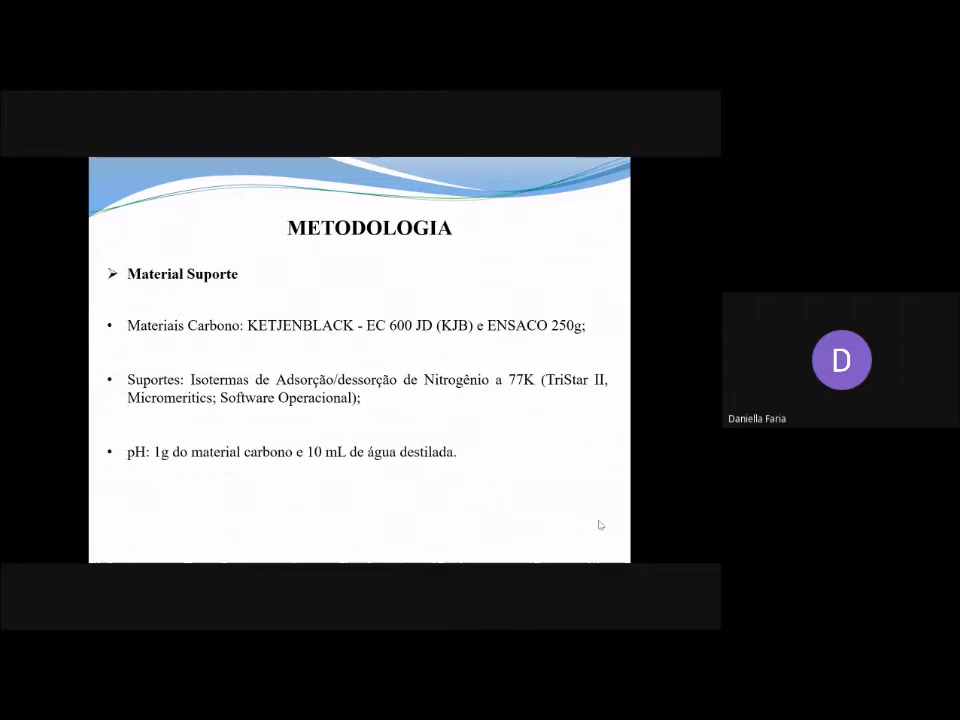 METODOLOGIA
➢ Material Suporte
• Materiais Carbono: KETJENBLACK - EC 600 JD (KJB) e ENSACO 250g;
• Suportes: Isotermas de Adsorção/dessorção de Nitrogênio a 77K (TriStar II,
Micromeritics; Software Operacional);
• pH: 1g do material carbono e 10 mL de água destilada.
D
Daniella Faria